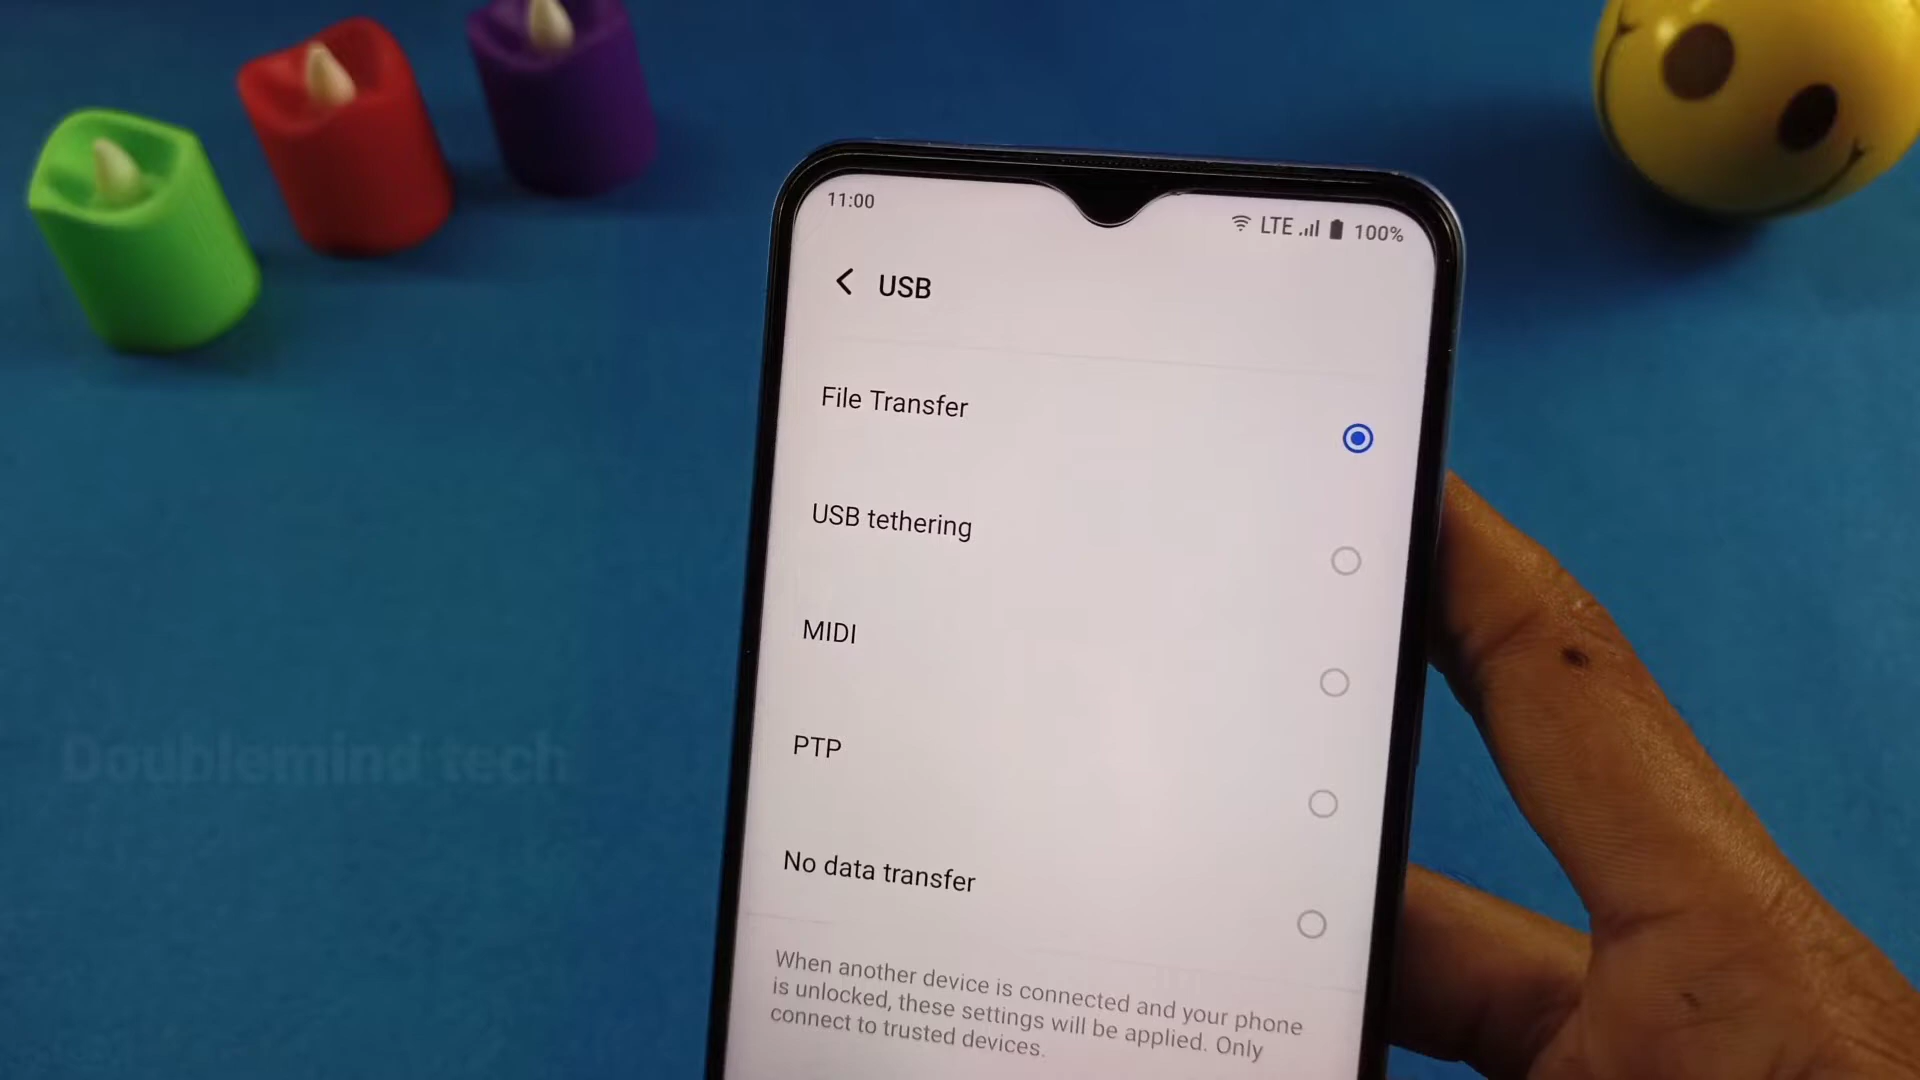 11:00
LTE
100%
USB
File Transfer
USB tethering
MIDI
PTP
No data transfer
When another device is connected and your phone
is unlocked, these settings will be applied. Only
connect to trusted devices.
Doublemind tech